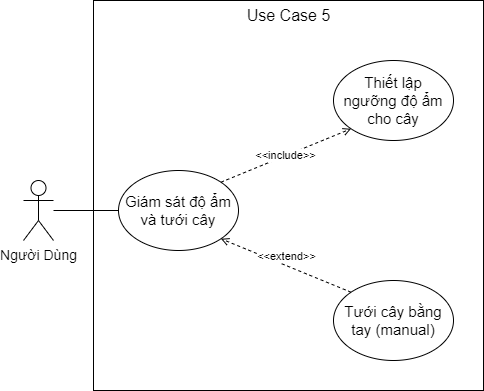 Use Case 5
Thiết lập
ngưỡng độ ẩm
cho cây
<<include>>
Giám sát độ ẩm
và tưới cây
Người Dùng
<<extend>>
Tưới cây bằng
tay (manual)